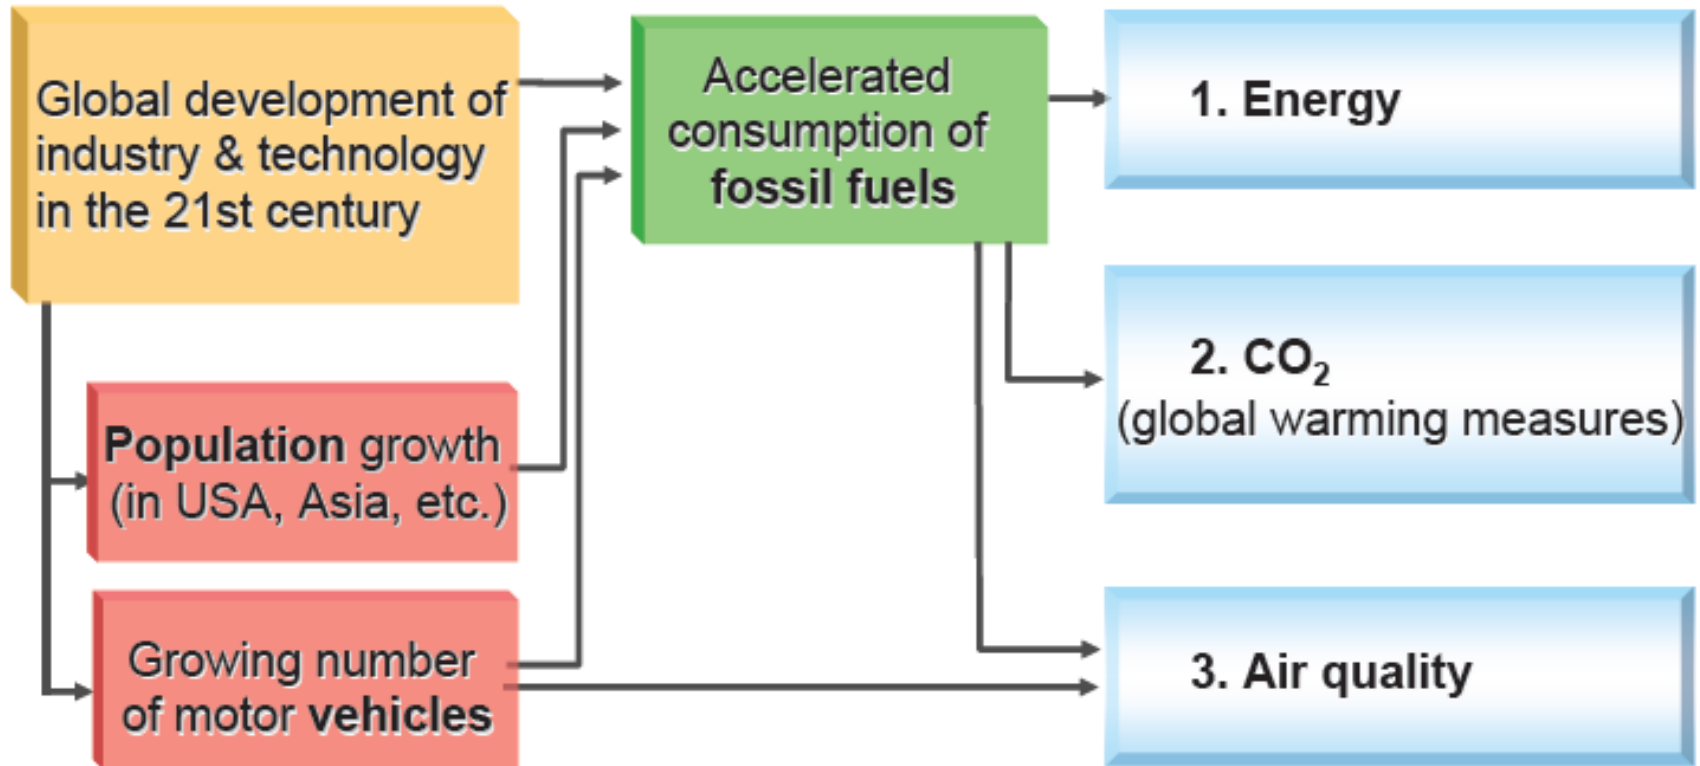 Global development of
industry & technology
in the 21st century
Population growth
(in USA, Asia, etc.)
Growing number
of motor vehicles
Accelerated
consumption of
fossil fuels
1. Energy
2. CO₂
(global warming measures)
3. Air quality